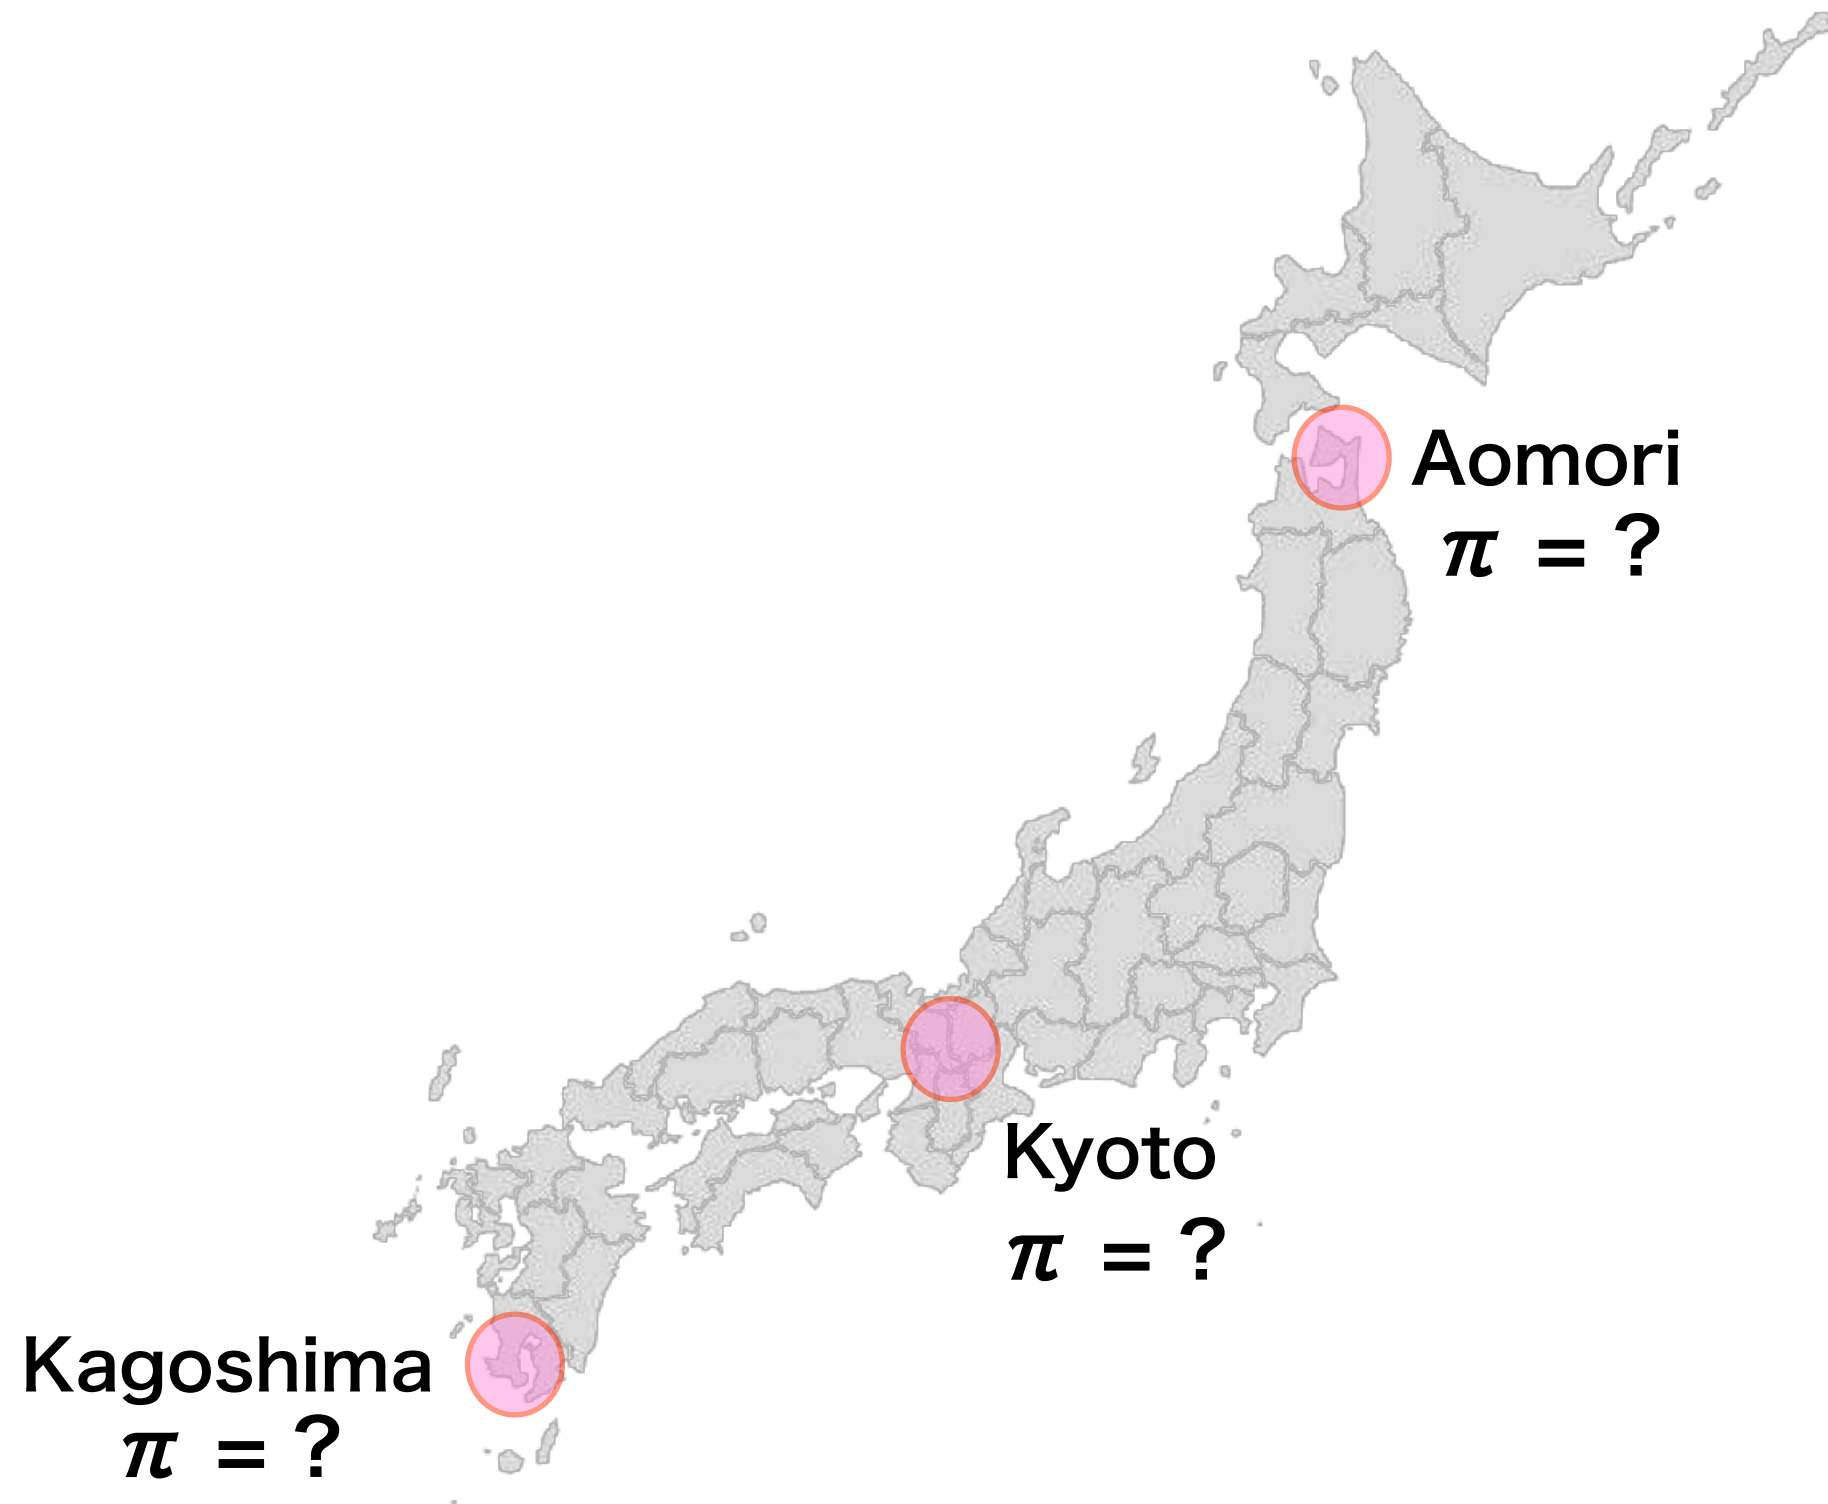 Aomori
π = ?
Kyoto
π = ?
Kagoshima
π = ?